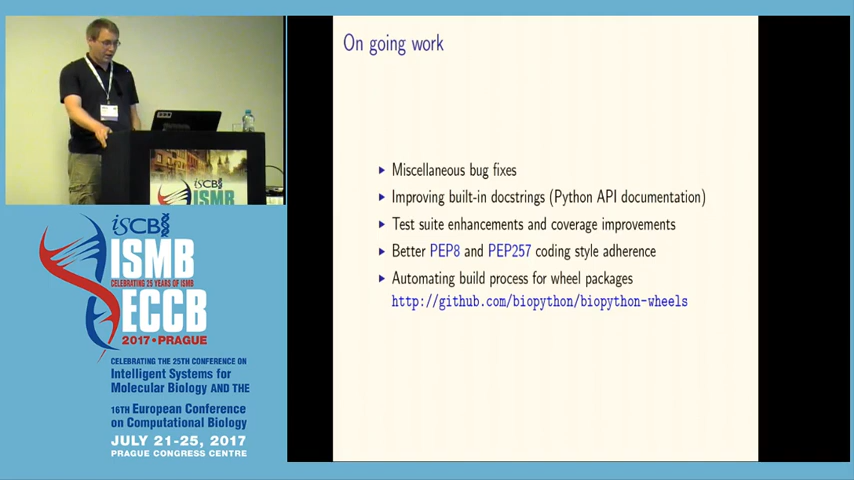 On going work
Miscellaneous bug fixes
Improving built-in docstrings (Python API documentation)
Test suite enhancements and coverage improvements
Better PEP8 and PEP257 coding style adherence
Automating build process for wheel packages
http://github.com/biopython/biopython-wheels
iSCB
ISMB
iSCB
ISMB
CELEBRATING 25 YEARS OF ISMB
ECCB
2017•PRAGUE
CELEBRATING THE 25TH CONFERENCE ON
Intelligent Systems for
Molecular Biology AND THE
16TH European Conference
on Computational Biology
JULY 21-25, 2017
PRAGUE CONGRESS CENTRE